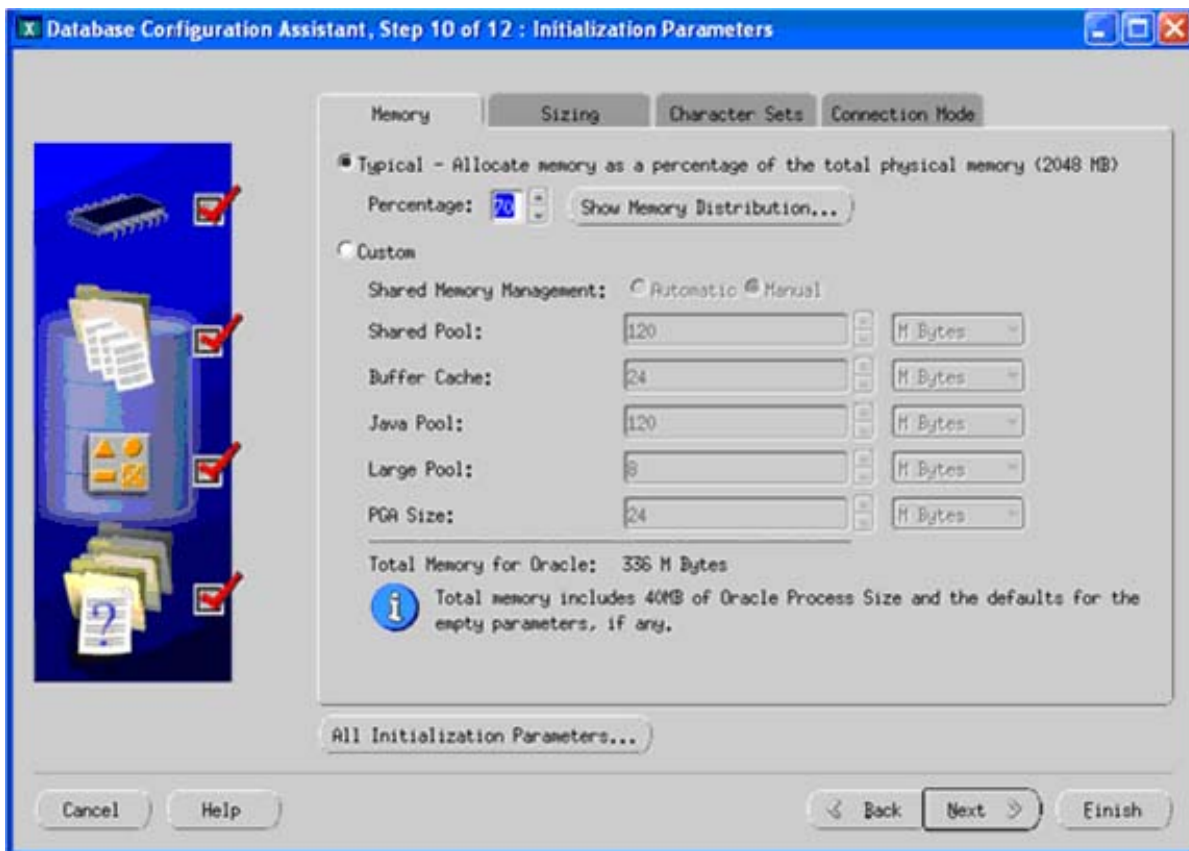 Database Configuration Assistant, Step 10 of 12 : Initialization Parameters
Memory Sizing Character Sets Connection Mode
Typical - Allocate memory as a percentage of the total physical memory (2048 MB)
Percentage: 70 Show Memory Distribution...
Custom
Shared Memory Management: Automatic Manual
Shared Pool: 120 M Bytes
Buffer Cache: 24 M Bytes
Java Pool: 120 M Bytes
Large Pool: 8 M Bytes
PGA Size: 24 M Bytes
Total Memory for Oracle: 336 M Bytes
Total memory includes 40MB of Oracle Process Size and the defaults for the
empty parameters, if any.
All Initialization Parameters...
Cancel Help Back Next Finish